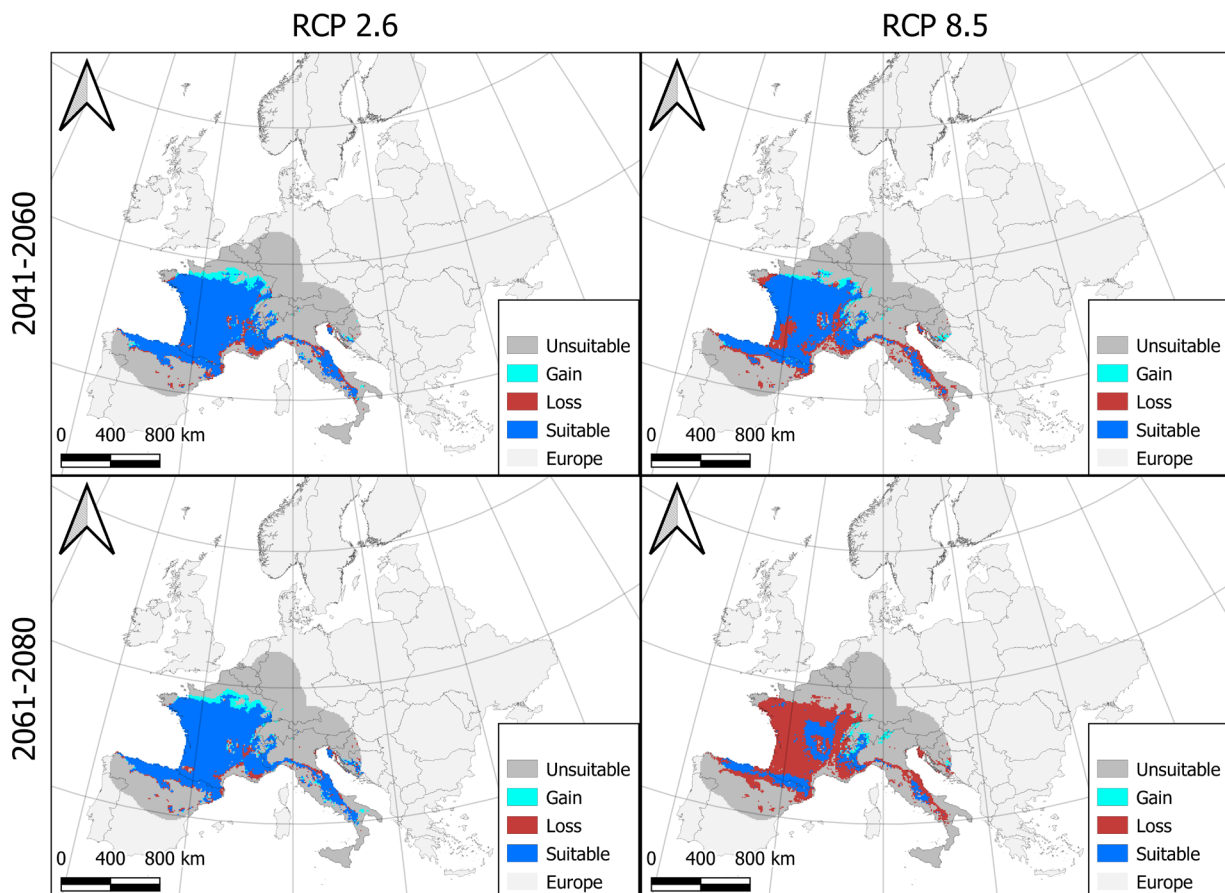 RCP 2.6
RCP 8.5
2041-2060
Unsuitable
Gain
Loss
Suitable
Europe
0 400 800 km
Unsuitable
Gain
Loss
Suitable
Europe
0 400 800 km
2061-2080
Unsuitable
Gain
Loss
Suitable
Europe
0 400 800 km
Unsuitable
Gain
Loss
Suitable
Europe
0 400 800 km